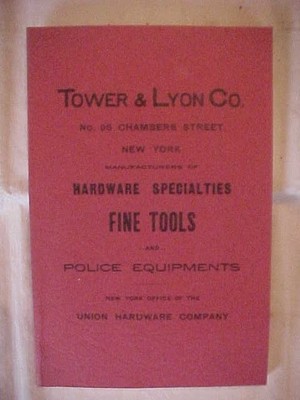 TOWER & LYON CO.
NO. 95 CHAMBERS STREET.
NEW YORK
MANUFACTURERS OF
HARDWARE SPECIALTIES
FINE TOOLS
AND
POLICE EQUIPMENTS
NEW YORK OFFICE OF THE
UNION HARDWARE COMPANY